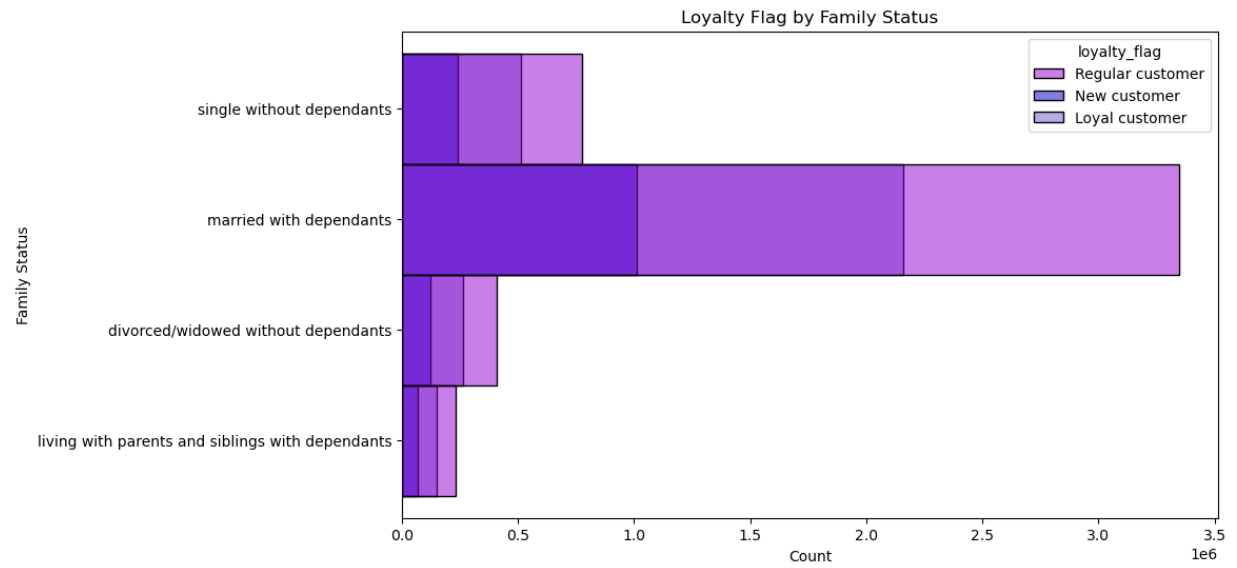 Loyalty Flag by Family Status
loyalty_flag
Regular customer
New customer
Loyal customer
Family Status
single without dependants
married with dependants
divorced/widowed without dependants
living with parents and siblings with dependants
0.0 0.5 1.0 1.5 2.0 2.5 3.0 3.5
Count
1e6